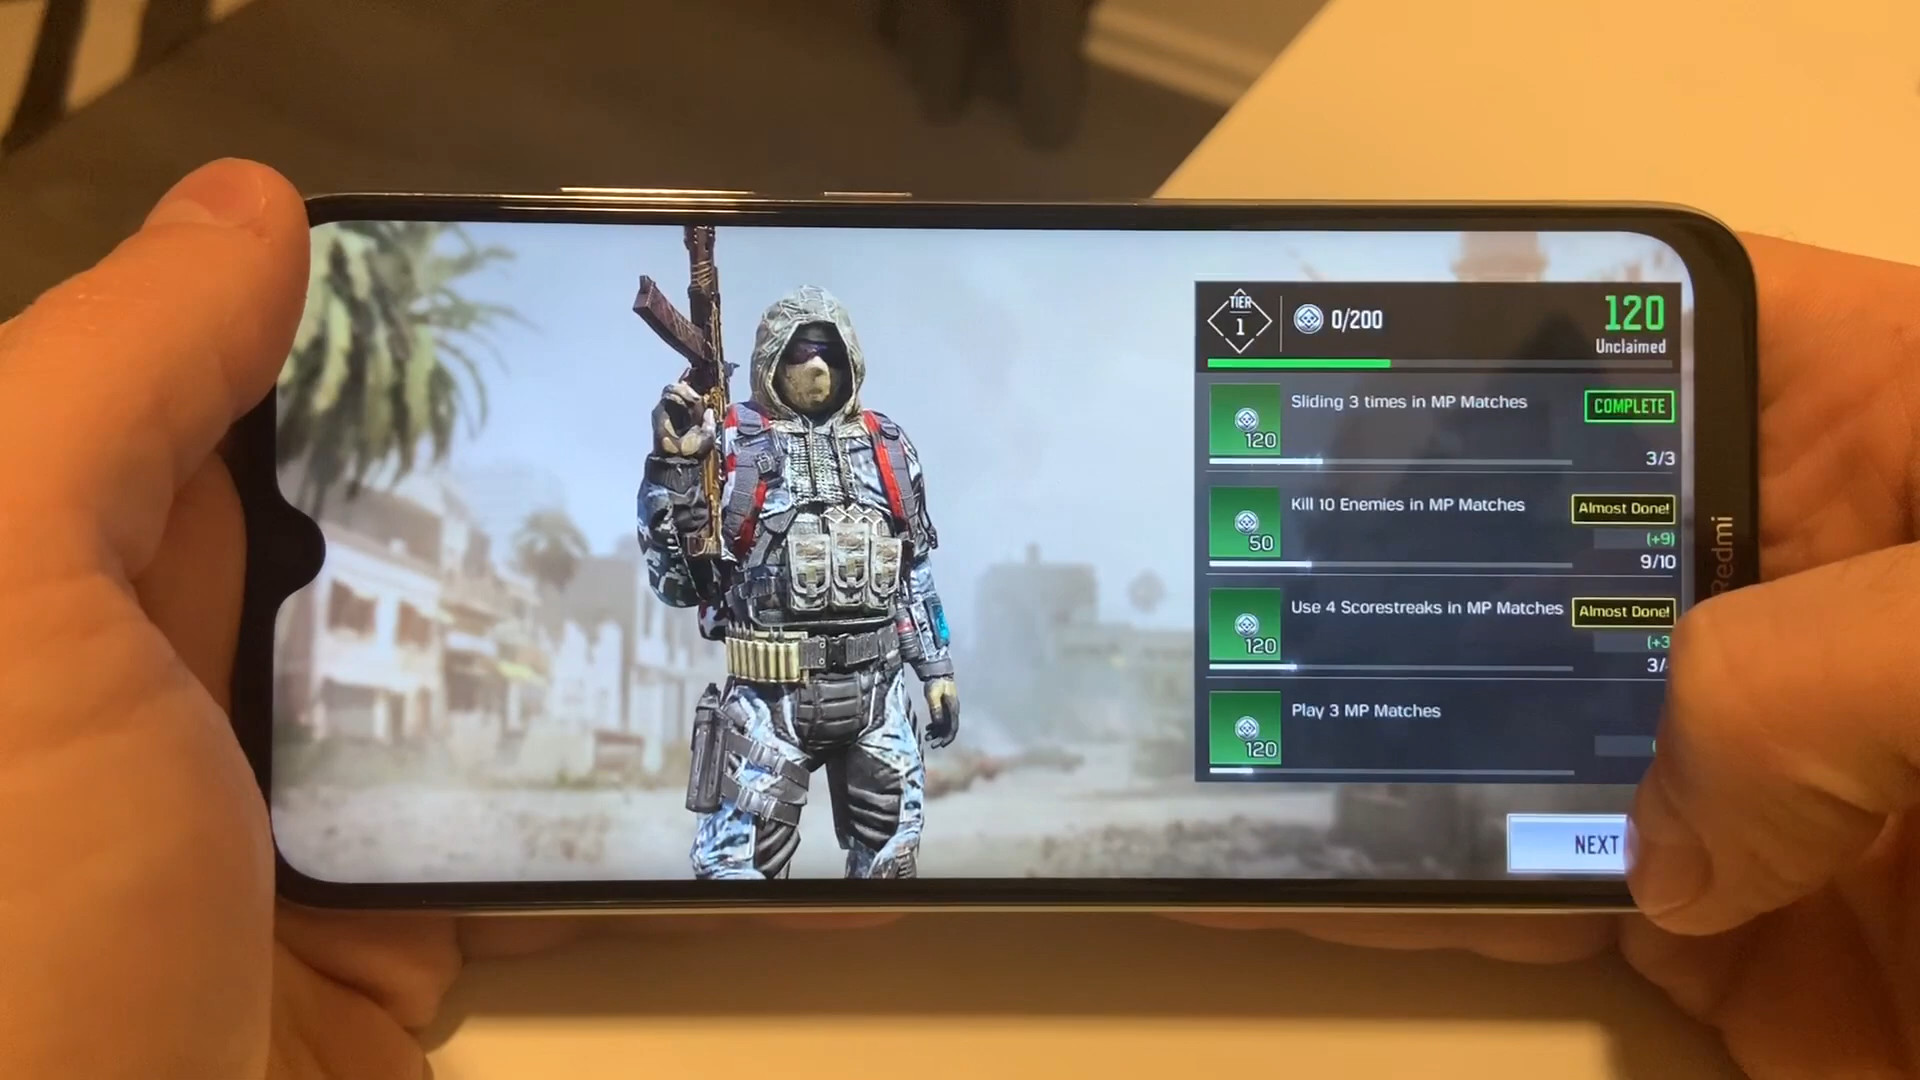 TIER
1
0/200
120
Unclaimed
120
Sliding 3 times in MP Matches
COMPLETE
3/3
50
Kill 10 Enemies in MP Matches
Almost Done!
(+9)
9/10
120
Use 4 Scorestreaks in MP Matches
Almost Done!
(+3
3/
120
Play 3 MP Matches
NEXT
Redmi